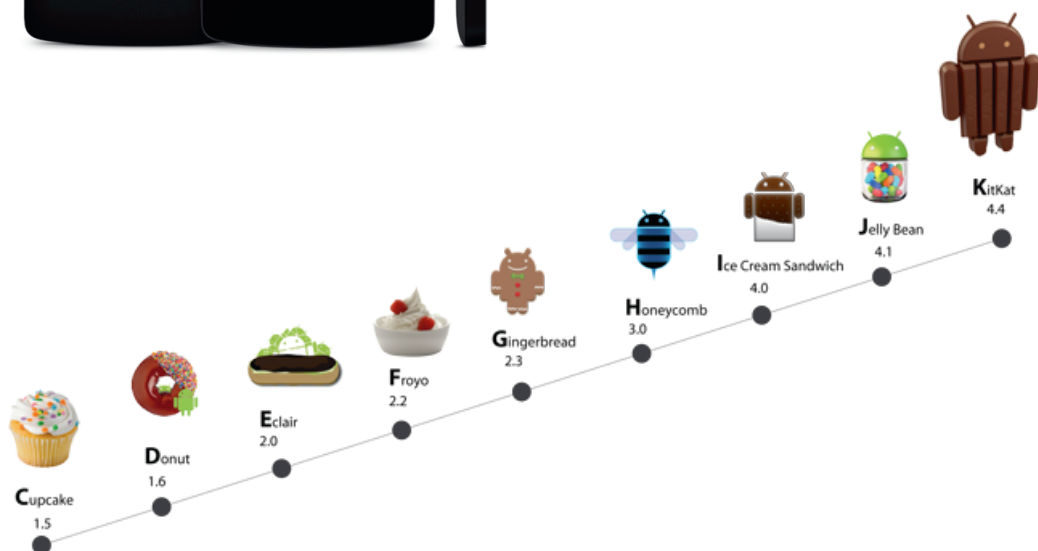 Cupcake
1.5
Donut
1.6
Eclair
2.0
Froyo
2.2
Gingerbread
2.3
Honeycomb
3.0
Ice Cream Sandwich
4.0
Jelly Bean
4.1
KitKat
4.4